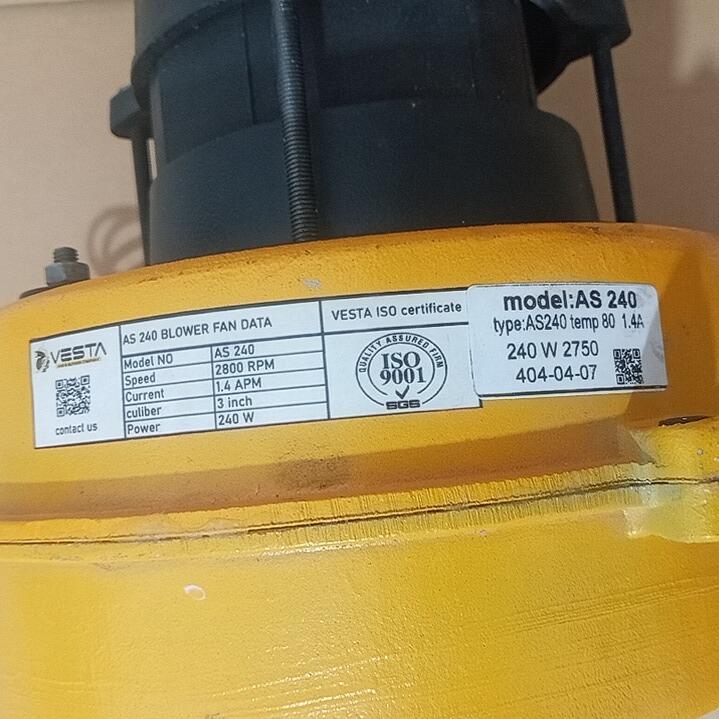 VESTA
contact us
AS 240 BLOWER FAN DATA
Model NO AS 240
Speed 2800 RPM
Current 1.4 APM
culiber 3 inch
Power 240 W
VESTA ISO certificate
QUALITY ASSURED FIRM
ISO
9001
SGS
model:AS 240
type:AS240 temp 80 1.4A
240 W 2750
404-04-07